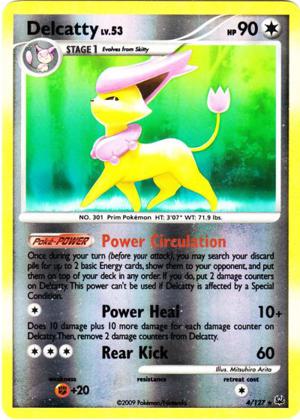 Delcatty LV.53
HP 90
STAGE 1 Evolves from Skitty
NO. 301 Prim Pokémon HT: 3'07" WT: 71.9 lbs.
Poké-POWER Power Circulation
Once during your turn (before your attack), you may search your discard
pile for up to 2 basic Energy cards, show them to your opponent, and put
them on top of your deck in any order. If you do, put 2 damage counters
on Delcatty. This power can't be used if Delcatty is affected by a Special
Condition.
Power Heal 10+
Does 10 damage plus 10 more damage for each damage counter on
Delcatty. Then, remove 2 damage counters from Delcatty.
Rear Kick 60
Illus. Mitsuhiro Arita
weakness resistance retreat cost
+20
©2009 Pokémon/Nintendo 4/127